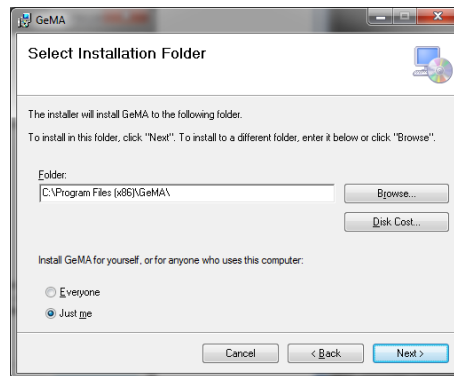 GeMA
Select Installation Folder
The installer will install GeMA to the following folder.
To install in this folder, click "Next". To install to a different folder, enter it below or click "Browse".
Folder:
C:\Program Files (x86)\GeMA\
Browse...
Disk Cost...
Install GeMA for yourself, or for anyone who uses this computer:
Everyone
Just me
Cancel
< Back
Next >